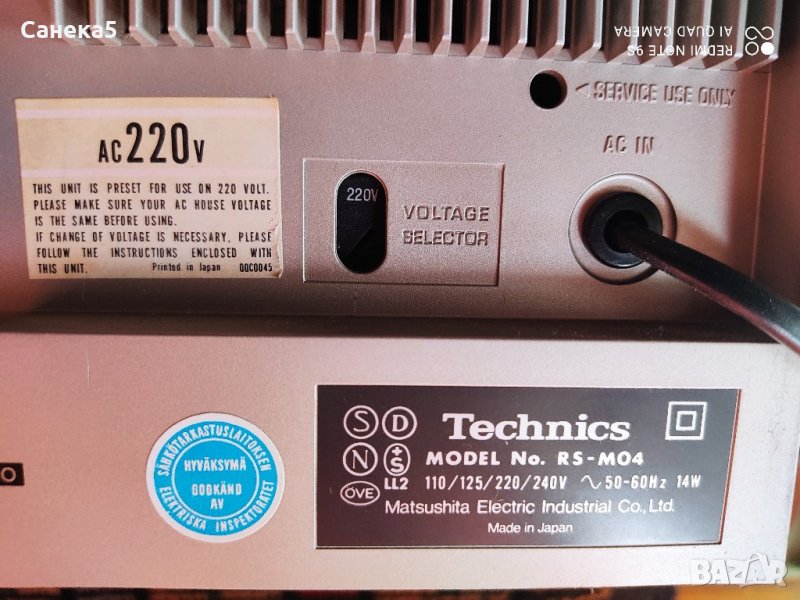 Санека5
REDMI NOTE 9S
AI QUAD CAMERA
SERVICE USE ONLY
AC IN
AC 220V
THIS UNIT IS PRESET FOR USE ON 220 VOLT.
PLEASE MAKE SURE YOUR AC HOUSE VOLTAGE
IS THE SAME BEFORE USING.
IF CHANGE OF VOLTAGE IS NECESSARY, PLEASE
FOLLOW THE INSTRUCTIONS ENCLOSED WITH
THIS UNIT. Printed in Japan QQC0045
220V
VOLTAGE
SELECTOR
SÄHKÖTARKASTUSLAITOKSEN
HYVÄKSYMÄ
GODKÄND
AV
ELEKTRISKA INSPEKTORATET
S D Technics
N +S MODEL No. RS-M04
LL2 110/125/220/240V ~ 50-60Hz 14W
ÖVE Matsushita Electric Industrial Co., Ltd.
Made in Japan
BAZAR